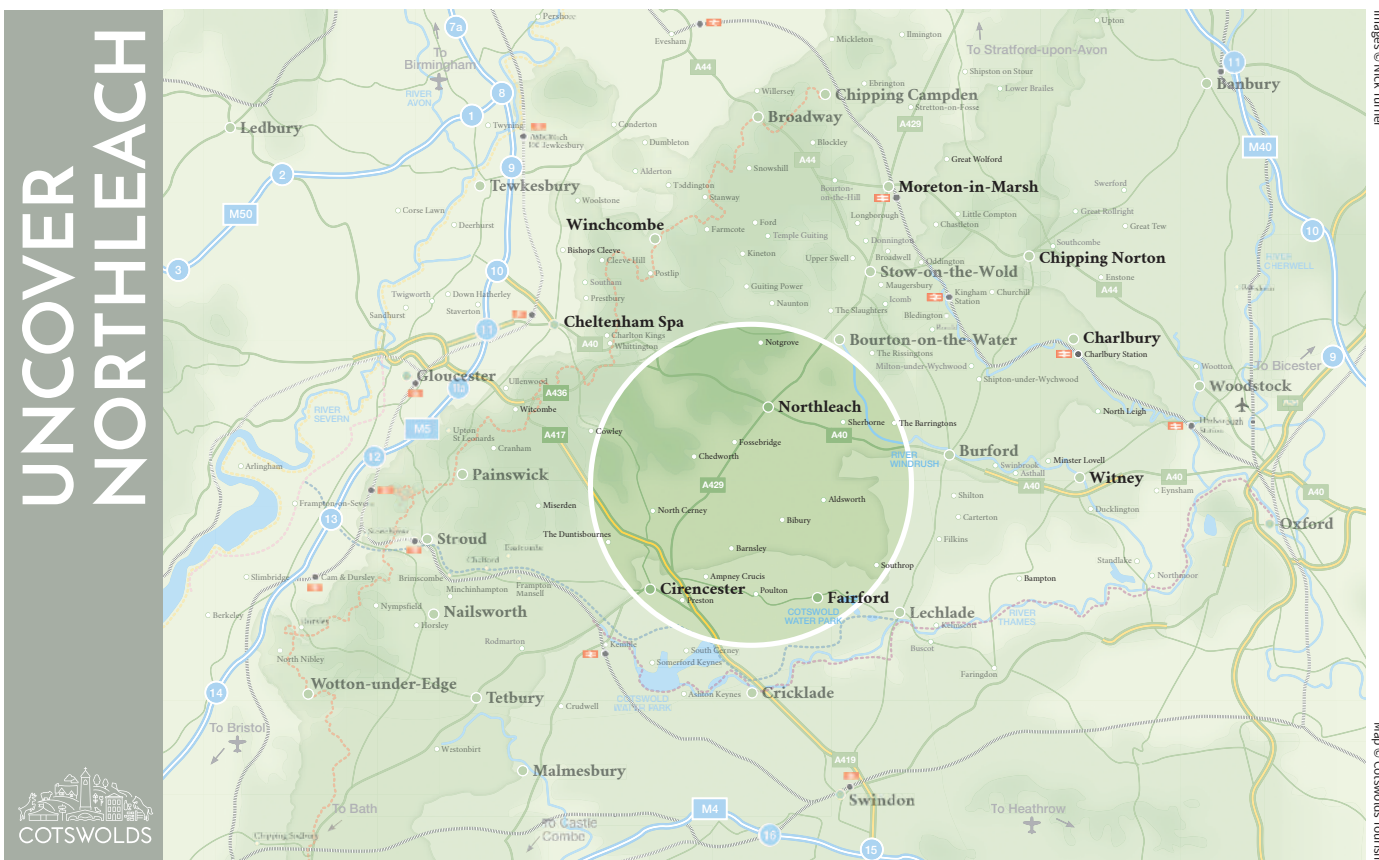 UNCOVER
NORTHLEACH
COTSWOLDS
Pershore
7a
Evesham
Mickleton
Ilmington
Upton
To Stratford-upon-Avon
To
Birmingham
A44
11
Shipston on Stour
Banbury
RIVER
AVON
8
Willersey
Ebrington
Chipping Campden
Lower Brailes
Stretton-on-Fosse
1
Broadway
A429
Ledbury
Twyning
Conderton
Dumbleton
Blockley
M40
A44
Great Wolford
2
9
Alderton
Snowshill
Tewkesbury
Toddington
Bourton-
on-the-Hill
Moreton-in-Marsh
Swerford
Woolstone
Stanway
M50
Corse Lawn
Deerhurst
Winchcombe
Ford
Farmcote
Temple Guiting
Longborough
Little Compton
Chastleton
Great Rollright
Great Tew
10
Donnington
Southcombe
Bishops Cleeve
Cleeve Hill
Kineton
Upper Swell
Broadwell
Oddington
Chipping Norton
RIVER
CHERWELL
3
10
Postlip
Stow-on-the-Wold
Enstone
A44
Southam
Guiting Power
Maugersbury
Twigworth
Down Hatherley
Prestbury
Naunton
Icomb
Kingham
Station
Churchill
Sandhurst
Staverton
The Slaughters
Bledington
11
Cheltenham Spa
Charlton Kings
A40
Whittington
Notgrove
Bourton-on-the-Water
Charlbury
The Rissingtons
Charlbury Station
9
Milton-under-Wychwood
Wootton
To Bicester
Gloucester
11a
Ullenwood
A436
Shipton-under-Wychwood
Woodstock
Witcombe
Northleach
North Leigh
RIVER
SEVERN
M5
Upton
St Leonards
A417
Cowley
Sherborne
The Barringtons
A40
Fossebridge
Cranham
12
Chedworth
RIVER
WINDRUSH
Burford
Minster Lovell
Arlingham
Painswick
Swinbrook
Asthall
Witney
A40
A429
A40
Eynsham
A40
Aldsworth
Shilton
Miserden
North Cerney
Ducklington
13
Bibury
Carterton
Oxford
The Duntisbournes
Filkins
Stroud
Barnsley
Standlake
Slimbridge
Cam & Dursley
Brimscombe
Southrop
Bampton
Northmoor
Minchinhampton
Frampton
Mansell
Ampney Crucis
Cirencester
Poulton
Preston
Fairford
Berkeley
Nympsfield
Nailsworth
COTSWOLD
WATER PARK
Lechlade
RIVER
THAMES
Horsley
Kelmscott
Rodmarton
Kemble
South Cerney
Buscot
North Nibley
Somerford Keynes
Faringdon
Wotton-under-Edge
14
Tetbury
Ashton Keynes
Cricklade
Crudwell
COTSWOLD
WATER PARK
To Bristol
Westonbirt
A419
Malmesbury
Swindon
To Bath
M4
To Heathrow
To Castle
Combe
16
Chipping Sodbury
15